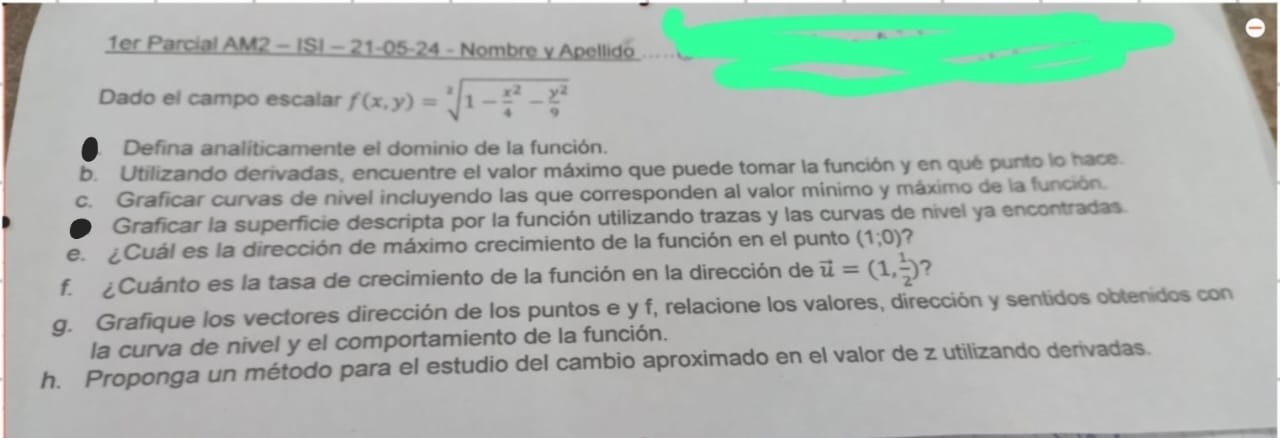 1er Parcial AM2 – ISI – 21-05-24 - Nombre y Apellido ......
Dado el campo escalar f(x,y) = ²√(1 − x²/4 − y²/9)
Defina analíticamente el dominio de la función.
b. Utilizando derivadas, encuentre el valor máximo que puede tomar la función y en qué punto lo hace.
c. Graficar curvas de nivel incluyendo las que corresponden al valor mínimo y máximo de la función.
Graficar la superficie descripta por la función utilizando trazas y las curvas de nivel ya encontradas.
e. ¿Cuál es la dirección de máximo crecimiento de la función en el punto (1;0)?
f. ¿Cuánto es la tasa de crecimiento de la función en la dirección de u⃗ = (1, 1/2)?
g. Grafique los vectores dirección de los puntos e y f, relacione los valores, dirección y sentidos obtenidos con
la curva de nivel y el comportamiento de la función.
h. Proponga un método para el estudio del cambio aproximado en el valor de z utilizando derivadas.